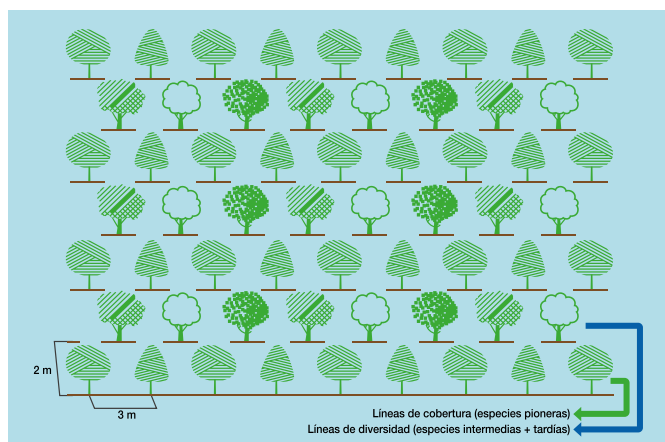 2 m
3 m
Líneas de cobertura (especies pioneras)
Líneas de diversidad (especies intermedias + tardías)